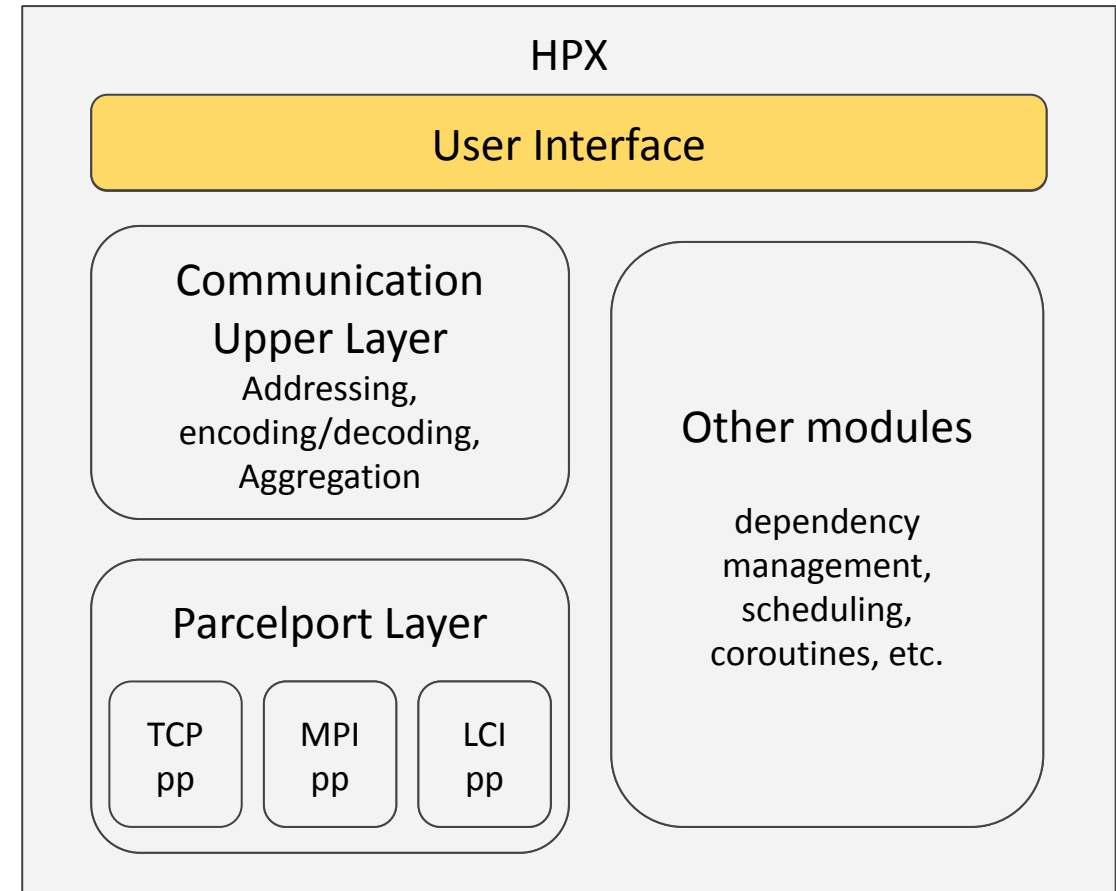 HPX
User Interface
Communication
Upper Layer
Addressing,
encoding/decoding,
Aggregation
Parcelport Layer
TCP
pp
MPI
pp
LCI
pp
Other modules
dependency
management,
scheduling,
coroutines, etc.